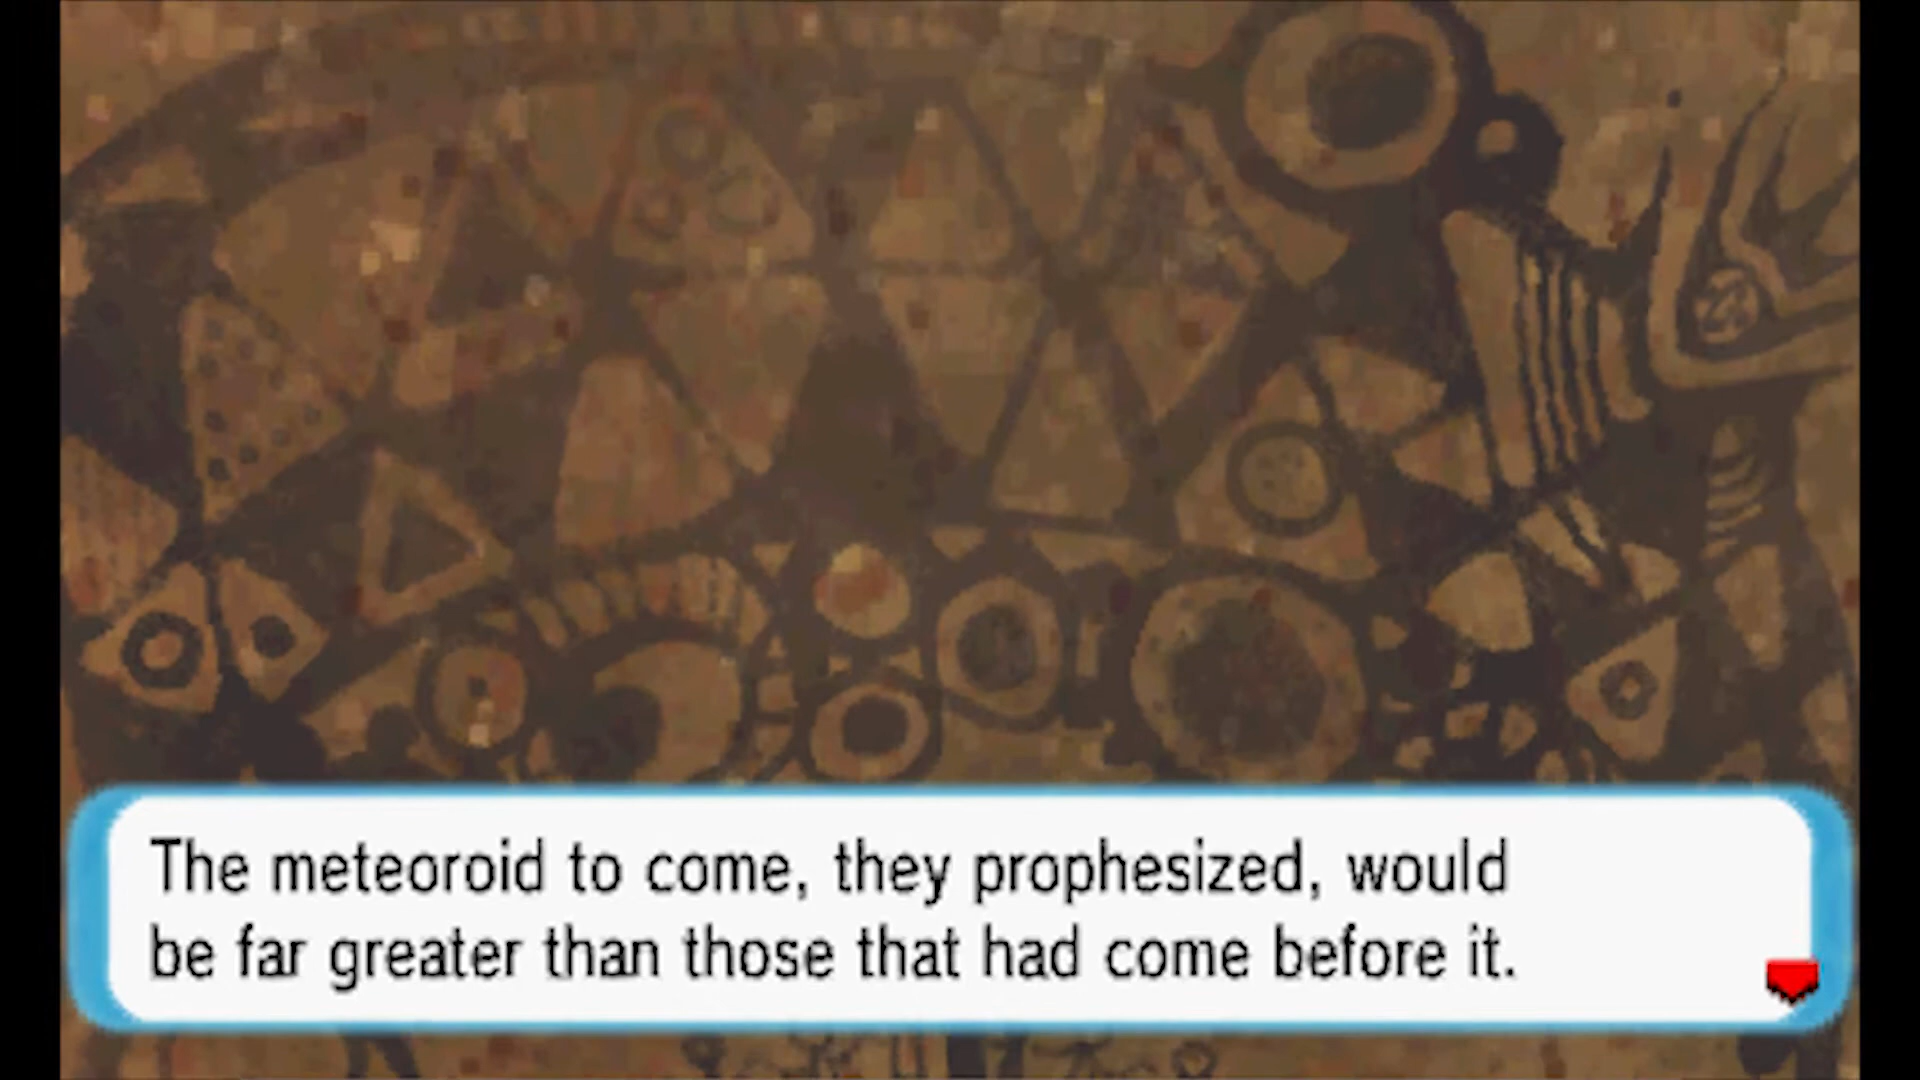 The meteoroid to come, they prophesized, would
be far greater than those that had come before it.